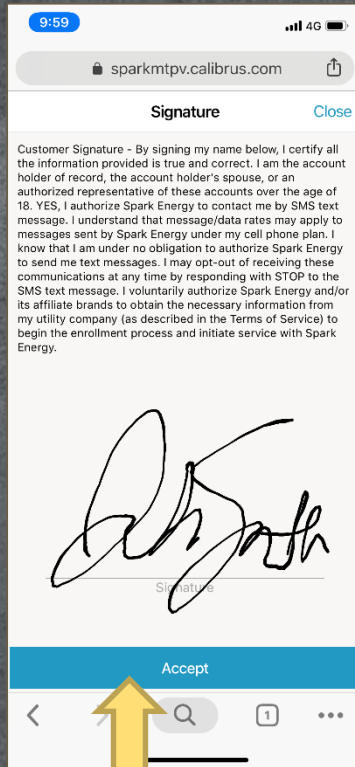 9:59
4G
sparkmtpv.calibrus.com
Signature
Close
Customer Signature - By signing my name below, I certify all
the information provided is true and correct. I am the account
holder of record, the account holder's spouse, or an
authorized representative of these accounts over the age of
18. YES, I authorize Spark Energy to contact me by SMS text
message. I understand that message/data rates may apply to
messages sent by Spark Energy under my cell phone plan. I
know that I am under no obligation to authorize Spark Energy
to send me text messages. I may opt-out of receiving these
communications at any time by responding with STOP to the
SMS text message. I voluntarily authorize Spark Energy and/or
its affiliate brands to obtain the necessary information from
my utility company (as described in the Terms of Service) to
begin the enrollment process and initiate service with Spark
Energy.
Signature
Accept
1